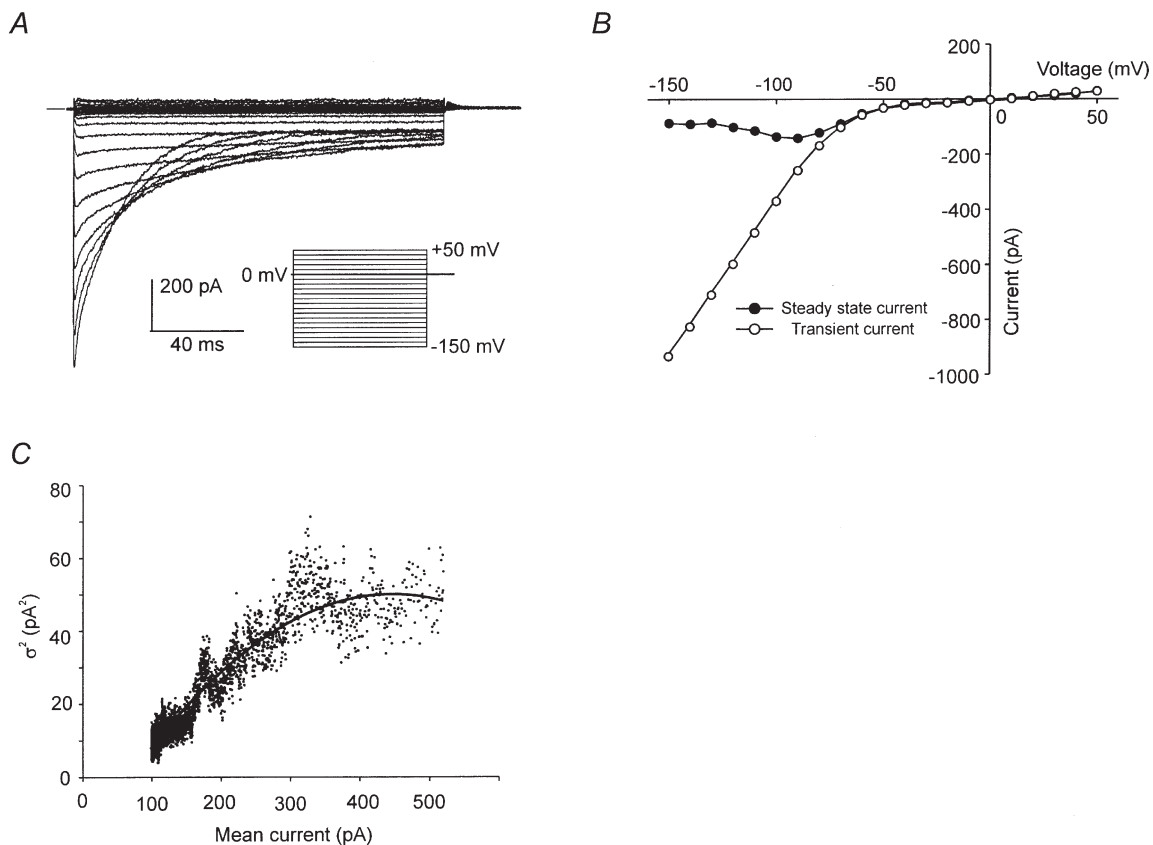 A
200 pA
40 ms
0 mV
+50 mV
-150 mV
B
200
Voltage (mV)
-150
-100
-50
0
50
-200
-400
-600
-800
-1000
Current (pA)
Steady state current
Transient current
C
80
60
40
20
0
σ² (pA²)
0
100
200
300
400
500
Mean current (pA)